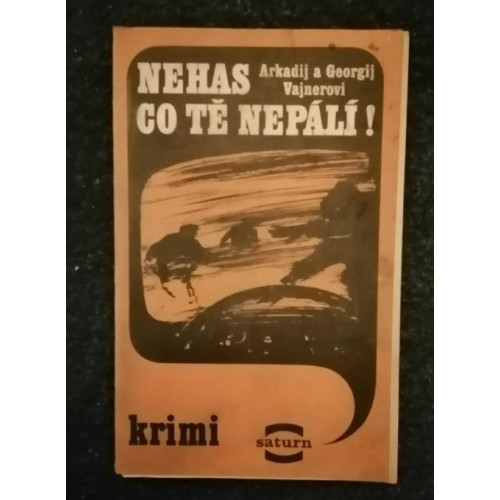 NEHAS Arkadij a Georgij
Vajnerovi
CO TĚ NEPÁLÍ!
krimi
saturn